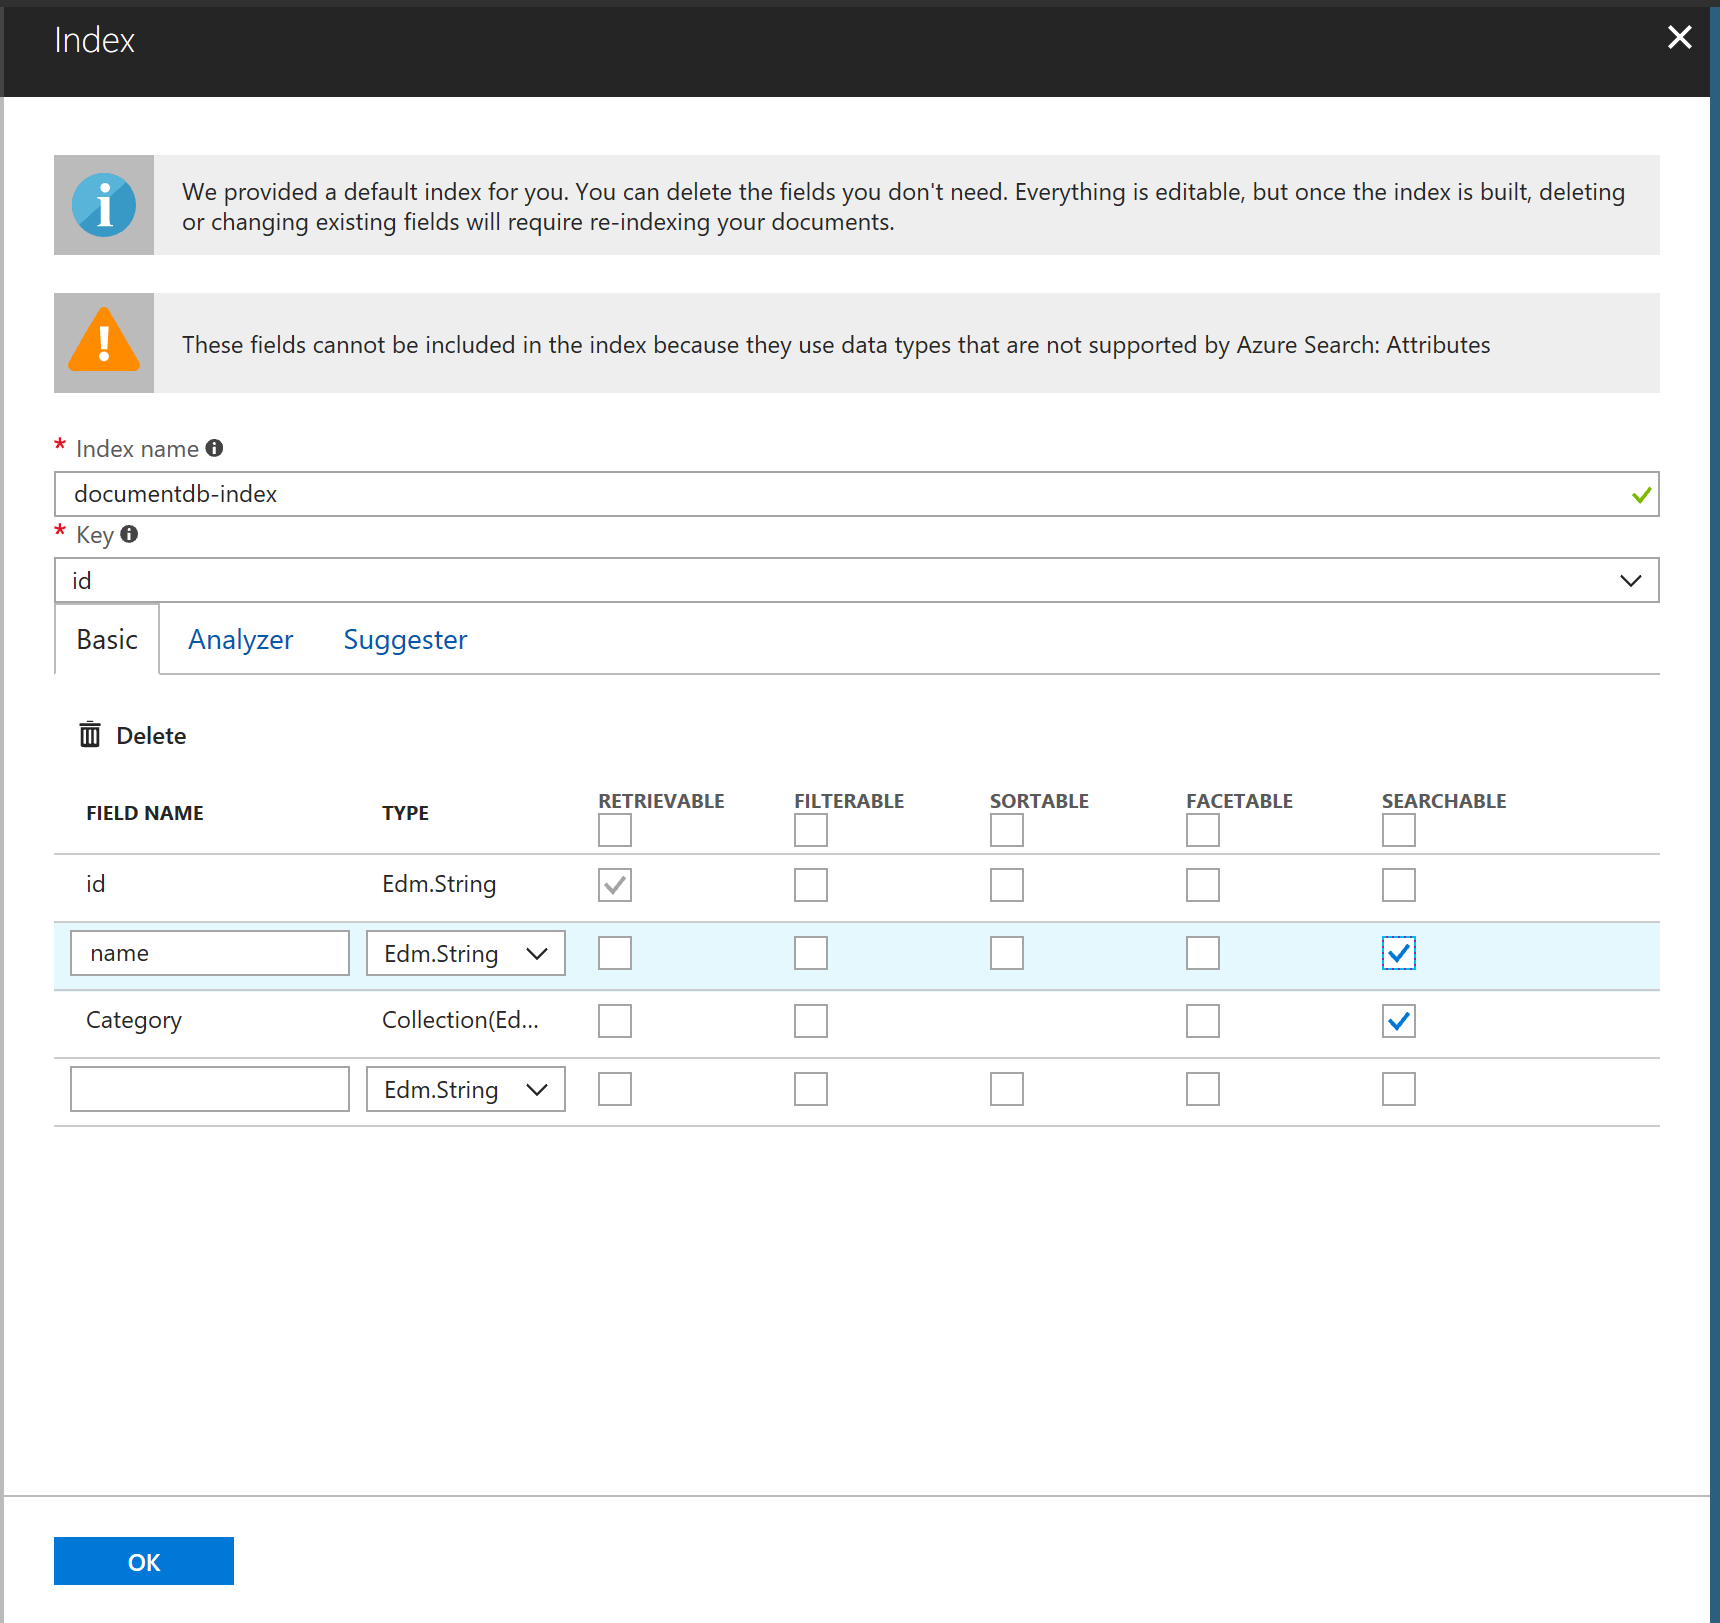 Index
We provided a default index for you. You can delete the fields you don't need. Everything is editable, but once the index is built, deleting
or changing existing fields will require re-indexing your documents.
These fields cannot be included in the index because they use data types that are not supported by Azure Search: Attributes
* Index name
documentdb-index
* Key
id
Basic Analyzer Suggester
Delete
FIELD NAME TYPE RETRIEVABLE FILTERABLE SORTABLE FACETABLE SEARCHABLE
id Edm.String
name Edm.String
Category Collection(Ed...
Edm.String
OK